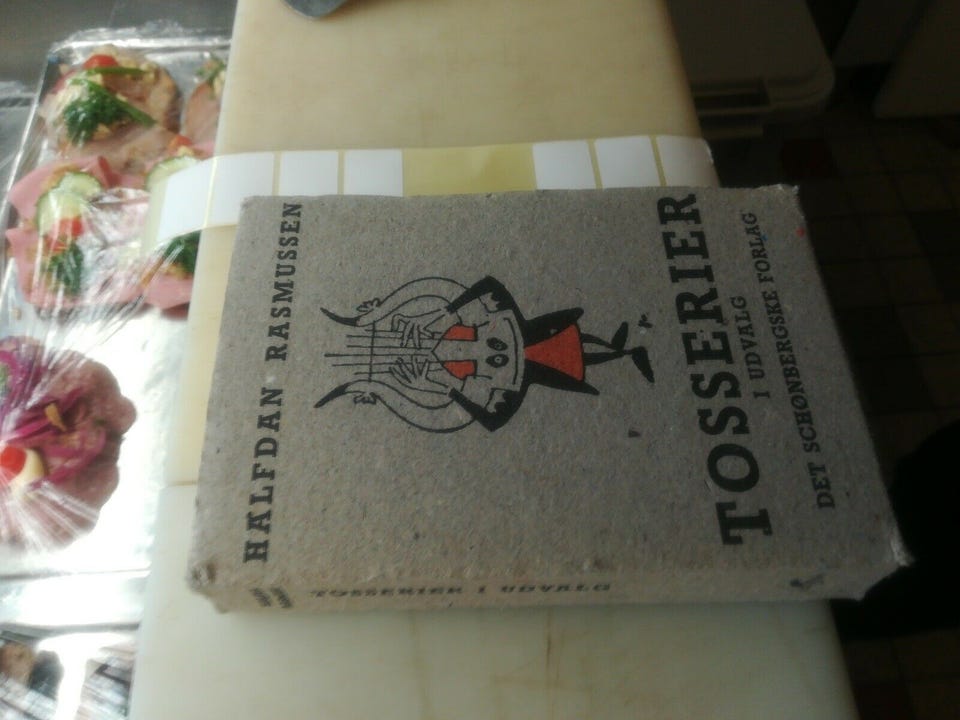 HALFDAN RASMUSSEN
TOSSERIER
I UDVALG
DET SCHØNBERGSKE FORLAG
TOSSERIER I UDVALG